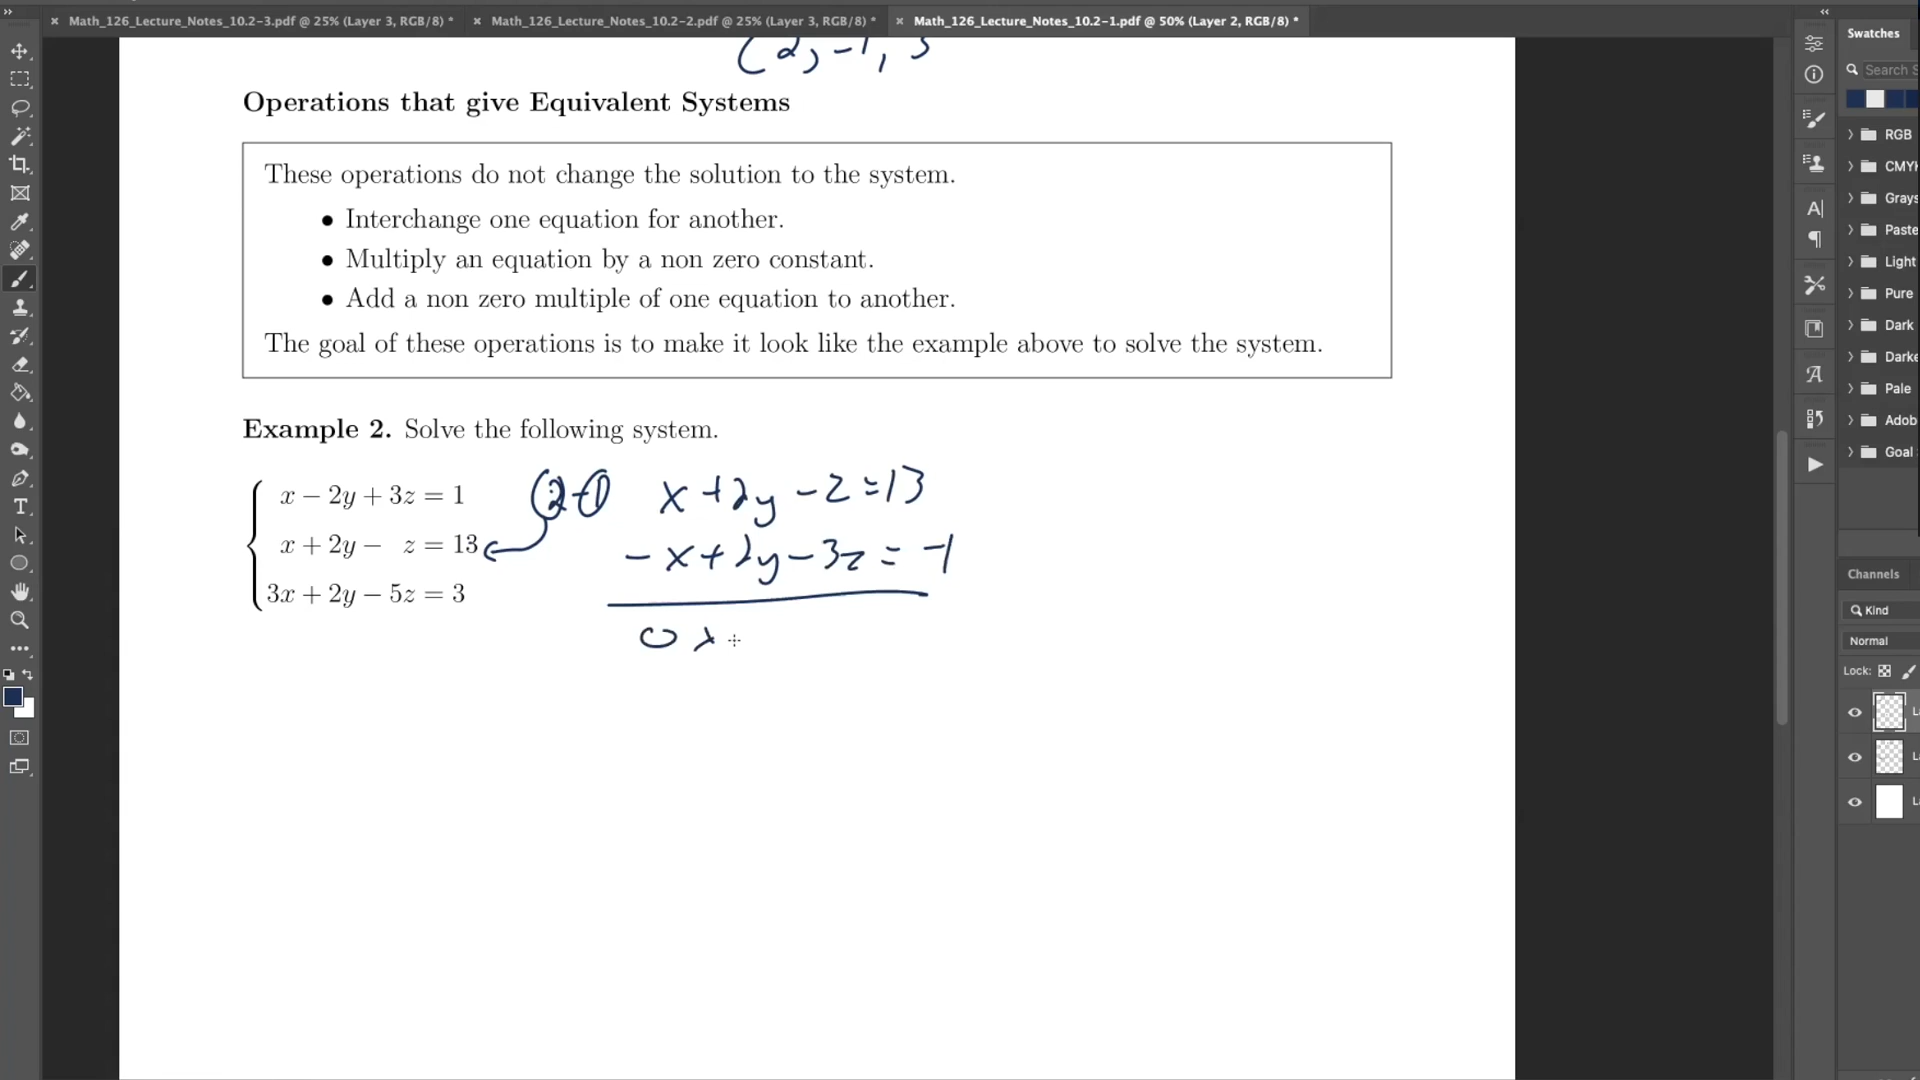 Math_126_Lecture_Notes_10.2-3.pdf @ 25% (Layer 3, RGB/8) *
Math_126_Lecture_Notes_10.2-2.pdf @ 25% (Layer 3, RGB/8) *
Math_126_Lecture_Notes_10.2-1.pdf @ 50% (Layer 2, RGB/8) *
(2, -1, 3
Operations that give Equivalent Systems
These operations do not change the solution to the system.
• Interchange one equation for another.
• Multiply an equation by a non zero constant.
• Add a non zero multiple of one equation to another.
The goal of these operations is to make it look like the example above to solve the system.
Example 2. Solve the following system.
x − 2y + 3z = 1
x + 2y − z = 13
3x + 2y − 5z = 3
② - ① x + 2y - z = 13
- x + 2y - 3z = -1
0 x
Swatches
Search S
RGB
CMY
Grays
Paste
Light
Pure
Dark
Darke
Pale
Adob
Goal
Channels
Kind
Normal
Lock: